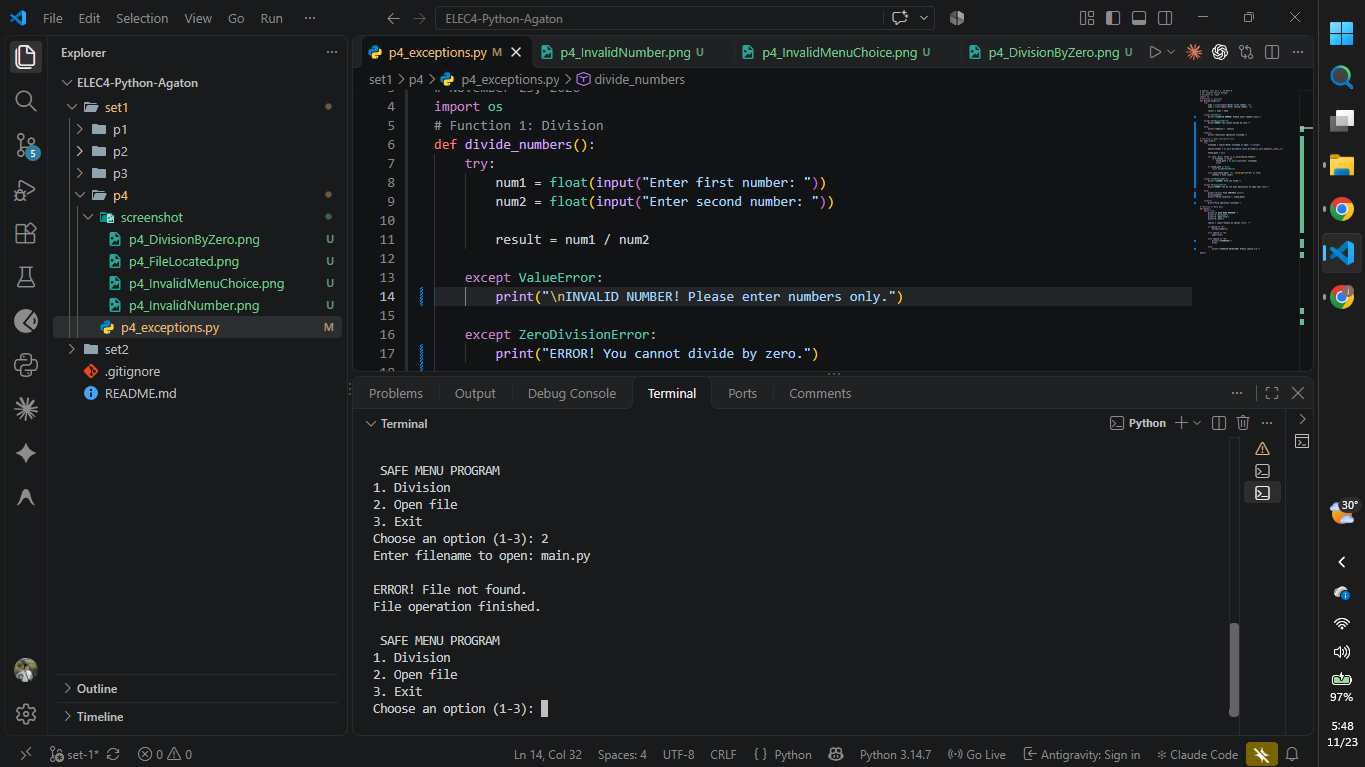 File Edit Selection View Go Run ···
ELEC4-Python-Agaton
Explorer ···
ELEC4-Python-Agaton
set1
p1
p2
p3
p4
screenshot
p4_DivisionByZero.png U
p4_FileLocated.png U
p4_InvalidMenuChoice.png U
p4_InvalidNumber.png U
p4_exceptions.py M
set2
.gitignore
README.md
Outline
Timeline
5
p4_exceptions.py M
p4_InvalidNumber.png U
p4_InvalidMenuChoice.png U
p4_DivisionByZero.png U
set1 > p4 > p4_exceptions.py > divide_numbers
4 import os
5 # Function 1: Division
6 def divide_numbers():
7 try:
8 num1 = float(input("Enter first number: "))
9 num2 = float(input("Enter second number: "))
10
11 result = num1 / num2
12
13 except ValueError:
14 print("\nINVALID NUMBER! Please enter numbers only.")
15
16 except ZeroDivisionError:
17 print("ERROR! You cannot divide by zero.")
Problems Output Debug Console Terminal Ports Comments
Terminal
Python
SAFE MENU PROGRAM
1. Division
2. Open file
3. Exit
Choose an option (1-3): 2
Enter filename to open: main.py
ERROR! File not found.
File operation finished.
SAFE MENU PROGRAM
1. Division
2. Open file
3. Exit
Choose an option (1-3):
set-1* 0 0
Ln 14, Col 32 Spaces: 4 UTF-8 CRLF { } Python Python 3.14.7 Go Live Antigravity: Sign in Claude Code
30°
97%
5:48
11/23